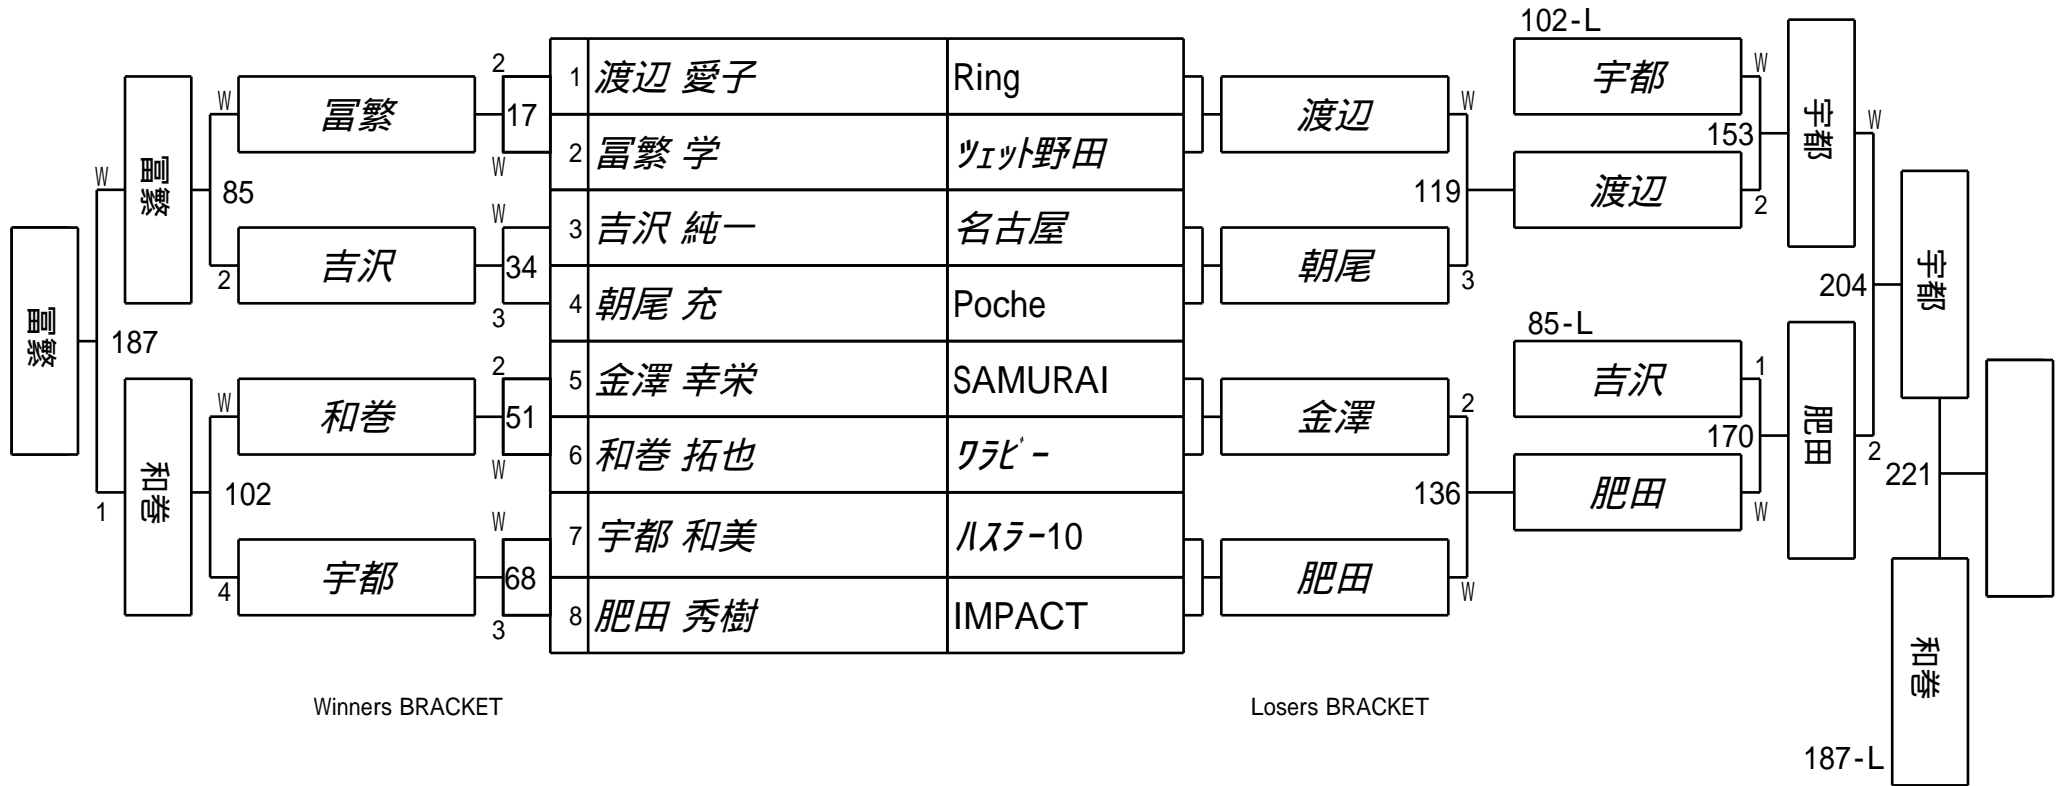 102-L
2
1 渡辺 愛子 Ring
W 冨繁 17 渡辺 W
宇都 W
2 冨繁 学 ツェット野田
W
153
宇都 W
W 冨繁 85
119 渡辺 2
W
3 吉沢 純一 名古屋
2 吉沢 34 朝尾 3
4 朝尾 充 Poche
3
204 宇都
85-L
冨繁 187
2
5 金澤 幸栄 SAMURAI
吉沢 1
W 和巻 51 金澤 2
6 和巻 拓也 ワラビー
W
170 肥田 2
1 和巻 102
136 肥田 W
221
W
7 宇都 和美 ハスラー10
4 宇都 68 肥田 W
8 肥田 秀樹 IMPACT
3
和巻
Winners BRACKET
Losers BRACKET
187-L